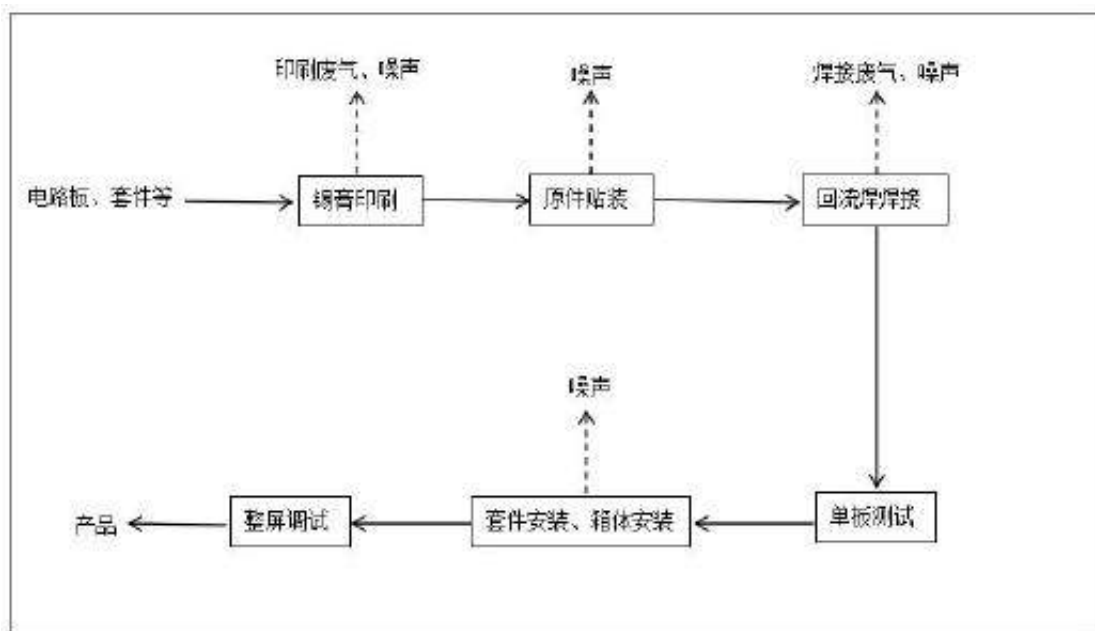 印刷废气、噪声
噪声
焊接废气、噪声
电路板、套件等
锡膏印刷
原件贴装
回流焊焊接
噪声
产品
整屏调试
套件安装、箱体安装
单板测试